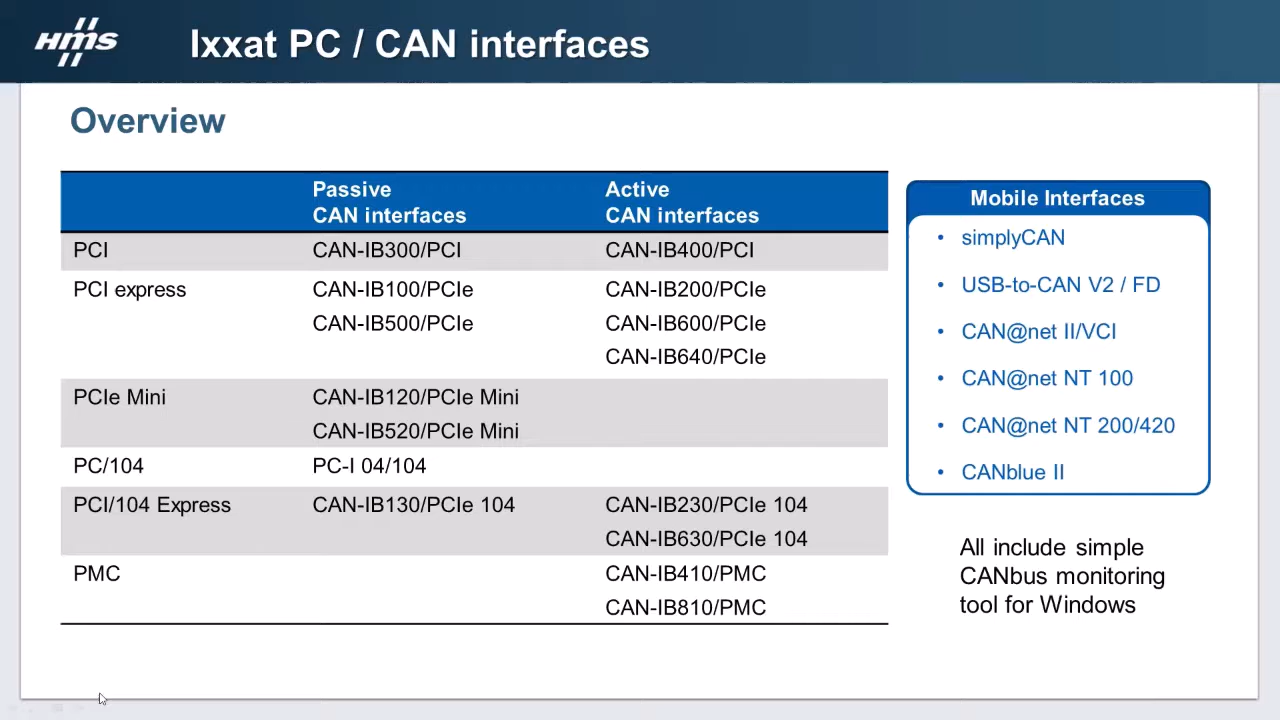 HMS
Ixxat PC / CAN interfaces
Overview
Passive
CAN interfaces
Active
CAN interfaces
PCI CAN-IB300/PCI CAN-IB400/PCI
PCI express CAN-IB100/PCIe CAN-IB200/PCIe
CAN-IB500/PCIe CAN-IB600/PCIe
CAN-IB640/PCIe
PCIe Mini CAN-IB120/PCIe Mini
CAN-IB520/PCIe Mini
PC/104 PC-I 04/104
PCI/104 Express CAN-IB130/PCIe 104 CAN-IB230/PCIe 104
CAN-IB630/PCIe 104
PMC CAN-IB410/PMC
CAN-IB810/PMC
Mobile Interfaces
• simplyCAN
• USB-to-CAN V2 / FD
• CAN@net II/VCI
• CAN@net NT 100
• CAN@net NT 200/420
• CANblue II
All include simple
CANbus monitoring
tool for Windows